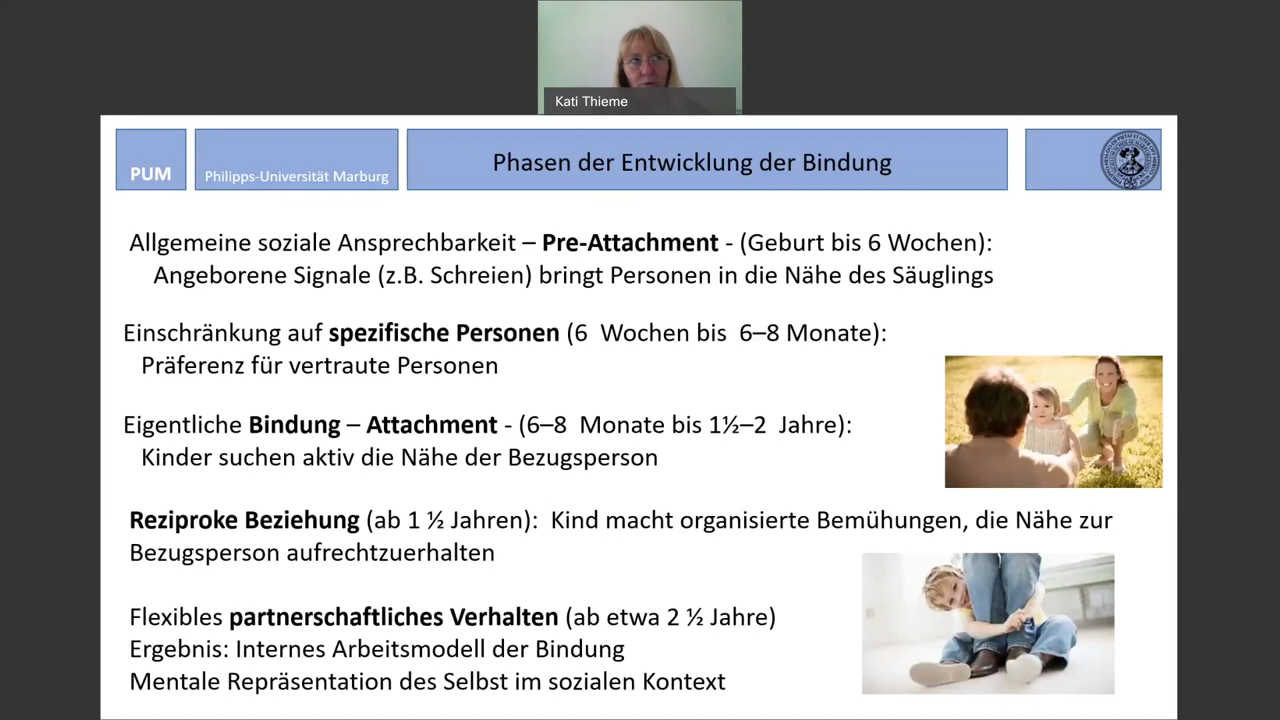 Kati Thieme
PUM
Philipps-Universität Marburg
Phasen der Entwicklung der Bindung
Allgemeine soziale Ansprechbarkeit – Pre-Attachment - (Geburt bis 6 Wochen):
Angeborene Signale (z.B. Schreien) bringt Personen in die Nähe des Säuglings
Einschränkung auf spezifische Personen (6 Wochen bis 6–8 Monate):
Präferenz für vertraute Personen
Eigentliche Bindung – Attachment - (6–8 Monate bis 1½–2 Jahre):
Kinder suchen aktiv die Nähe der Bezugsperson
Reziproke Beziehung (ab 1 ½ Jahren): Kind macht organisierte Bemühungen, die Nähe zur
Bezugsperson aufrechtzuerhalten
Flexibles partnerschaftliches Verhalten (ab etwa 2 ½ Jahre)
Ergebnis: Internes Arbeitsmodell der Bindung
Mentale Repräsentation des Selbst im sozialen Kontext